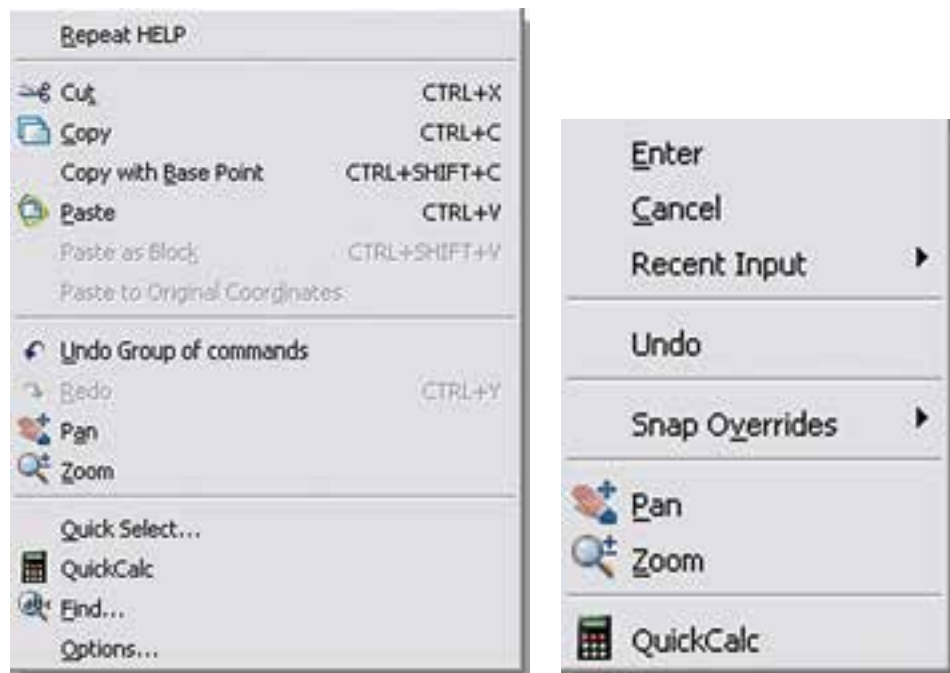 Repeat HELP
Cut CTRL+X
Copy CTRL+C
Copy with Base Point CTRL+SHIFT+C
Paste CTRL+V
Paste as Block CTRL+SHIFT+V
Paste to Original Coordinates
Undo Group of commands
Redo CTRL+Y
Pan
Zoom
Quick Select...
QuickCalc
Find...
Options...
Enter
Cancel
Recent Input
Undo
Snap Overrides
Pan
Zoom
QuickCalc